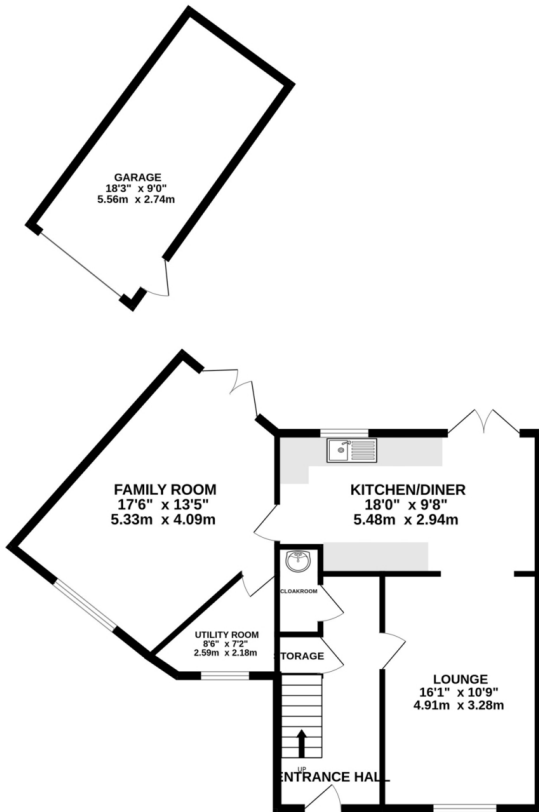 GARAGE
18'3" x 9'0"
5.56m x 2.74m
FAMILY ROOM
17'6" x 13'5"
5.33m x 4.09m
KITCHEN/DINER
18'0" x 9'8"
5.48m x 2.94m
CLOAKROOM
UTILITY ROOM
8'6" x 7'2"
2.59m x 2.18m
STORAGE
LOUNGE
16'1" x 10'9"
4.91m x 3.28m
UP
ENTRANCE HALL